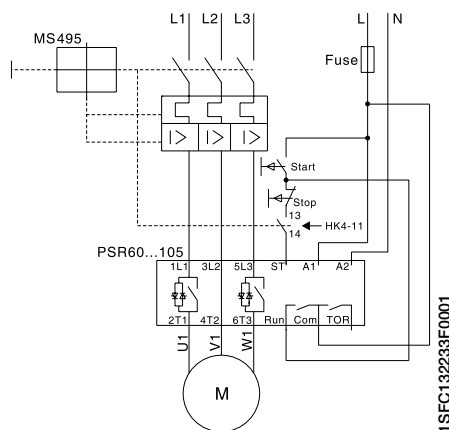 L1 L2 L3 L N
MS495
Fuse
I> I> I>
Start
Stop
13
14 HK4-11
PSR60...105
1L1 3L2 5L3 ST A1 A2
2T1 4T2 6T3 Run Com TOR
U1 V1 W1
M
1SFC132233F0001